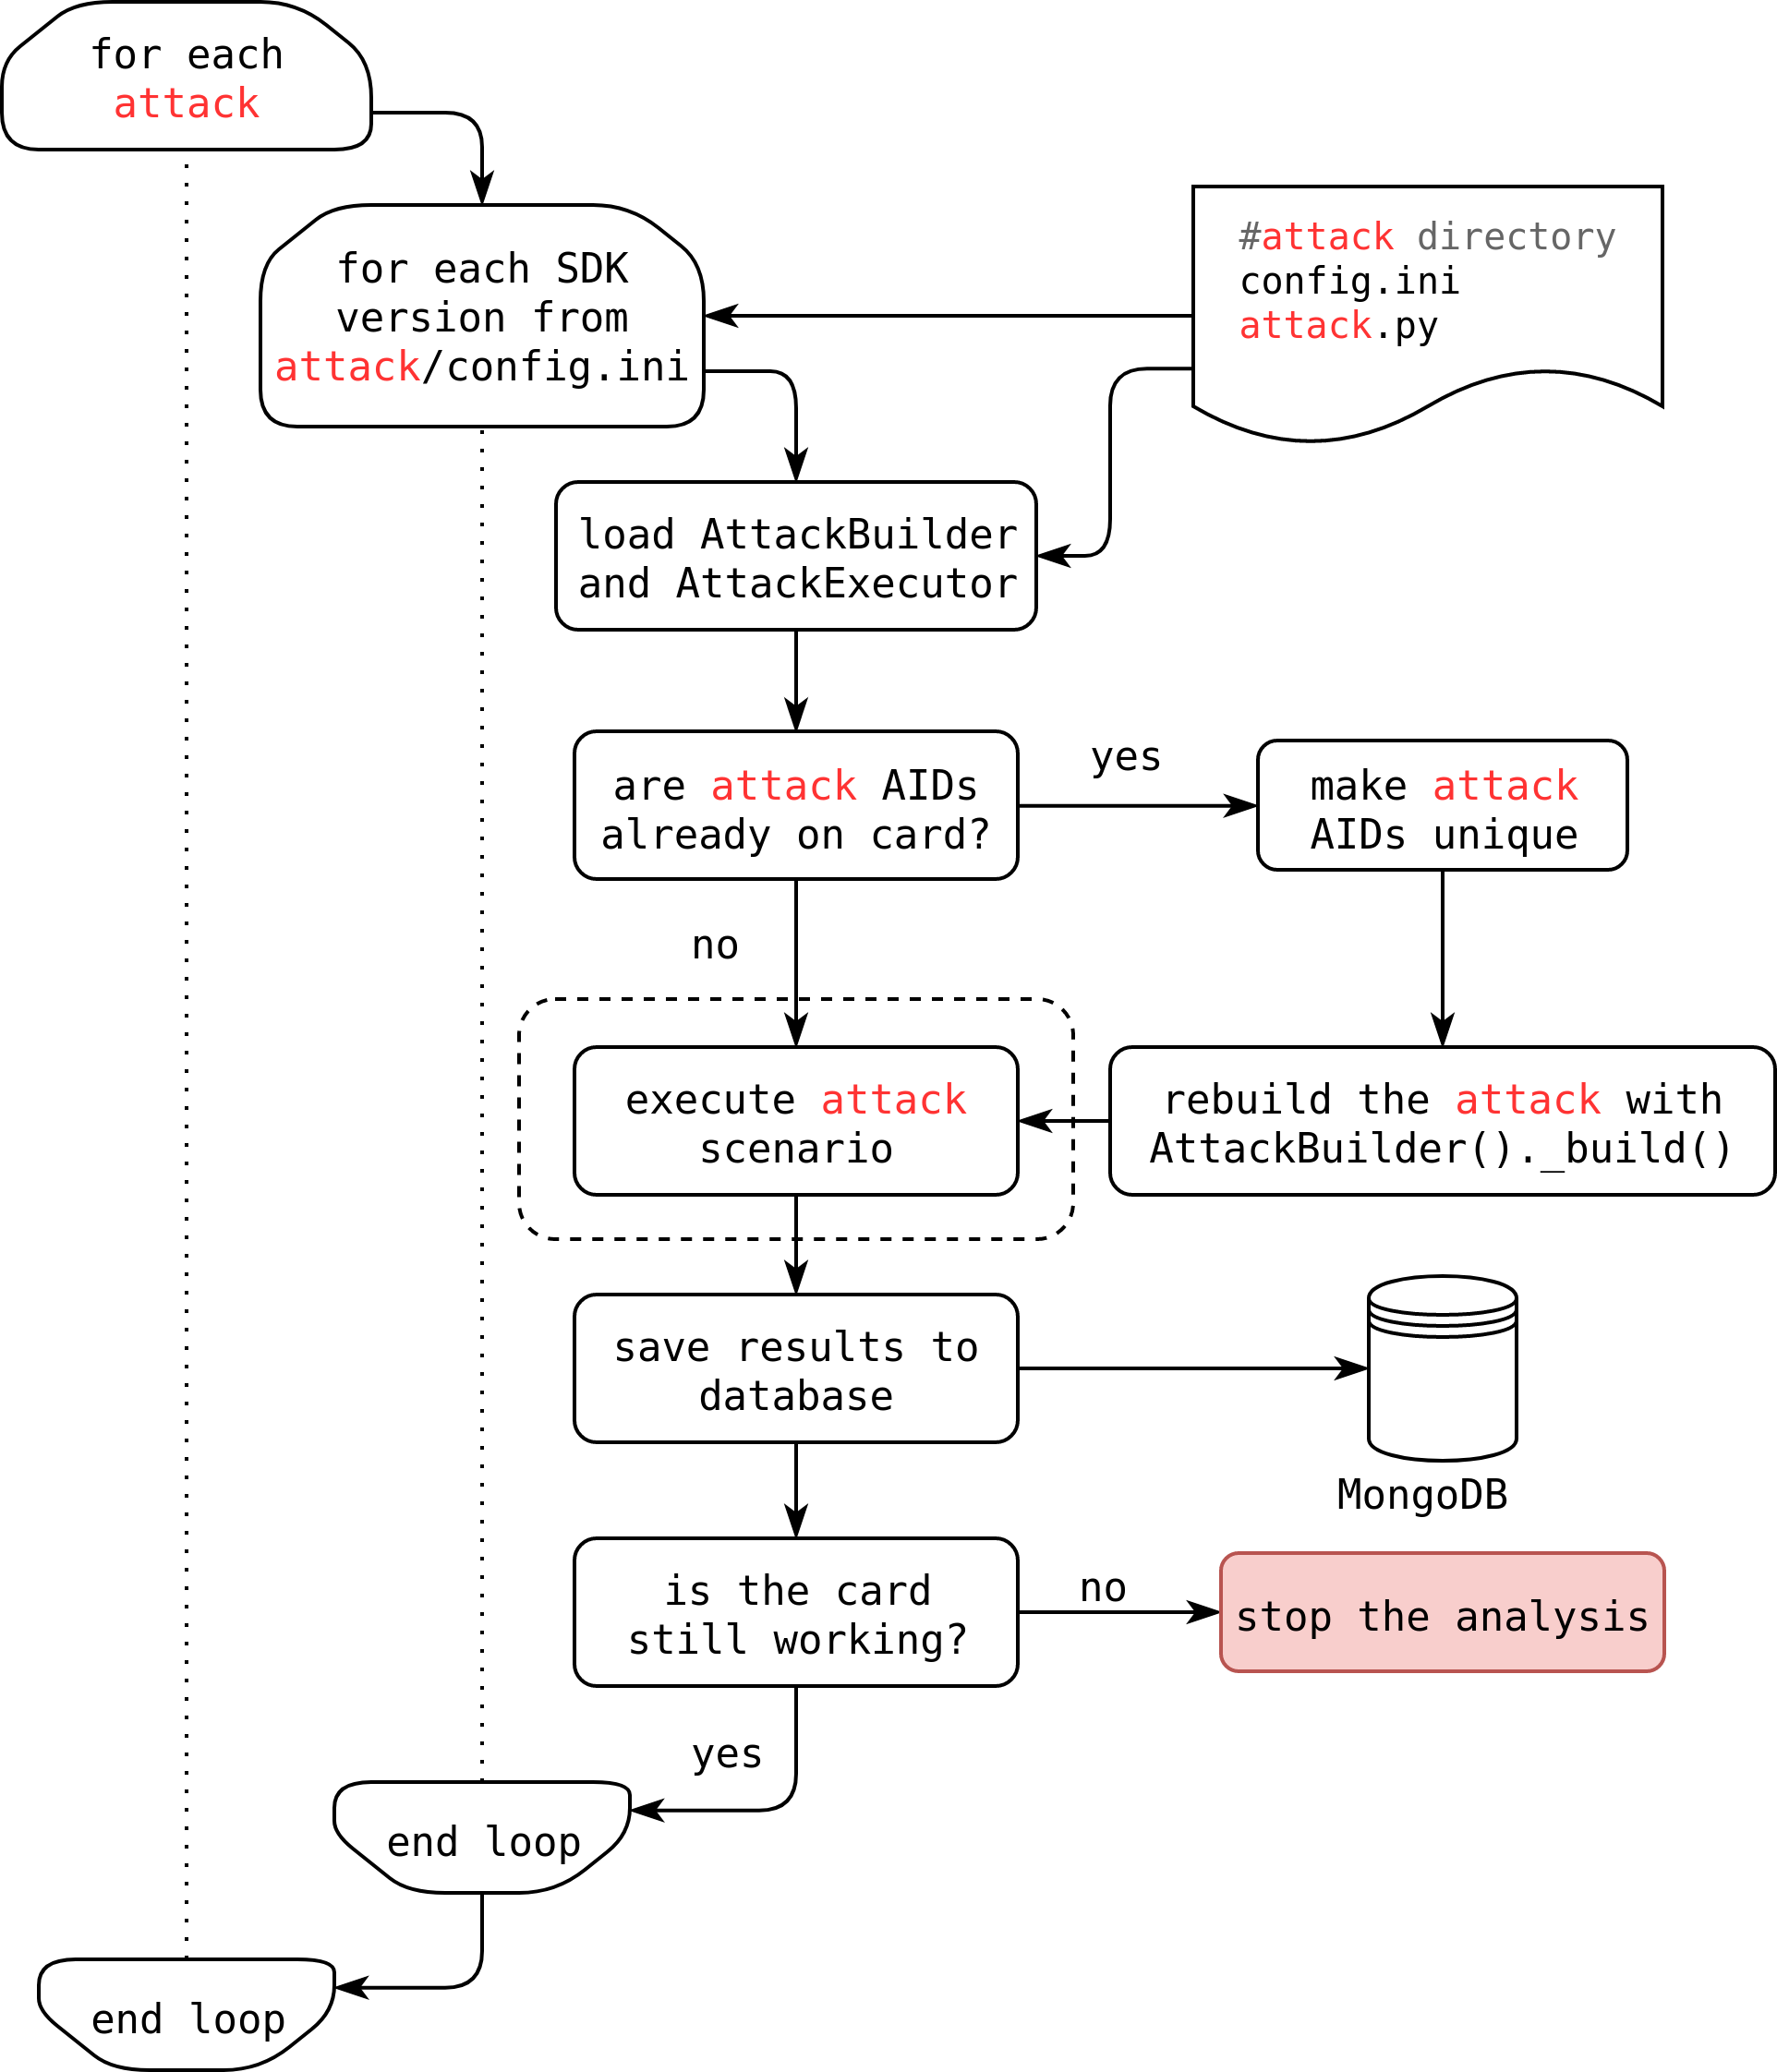 for each
attack
for each SDK
version from
attack/config.ini
#attack directory
config.ini
attack.py
load AttackBuilder
and AttackExecutor
are attack AIDs
already on card?
yes
make attack
AIDs unique
no
execute attack
scenario
rebuild the attack with
AttackBuilder()._build()
save results to
database
MongoDB
is the card
still working?
no
stop the analysis
yes
end loop
end loop